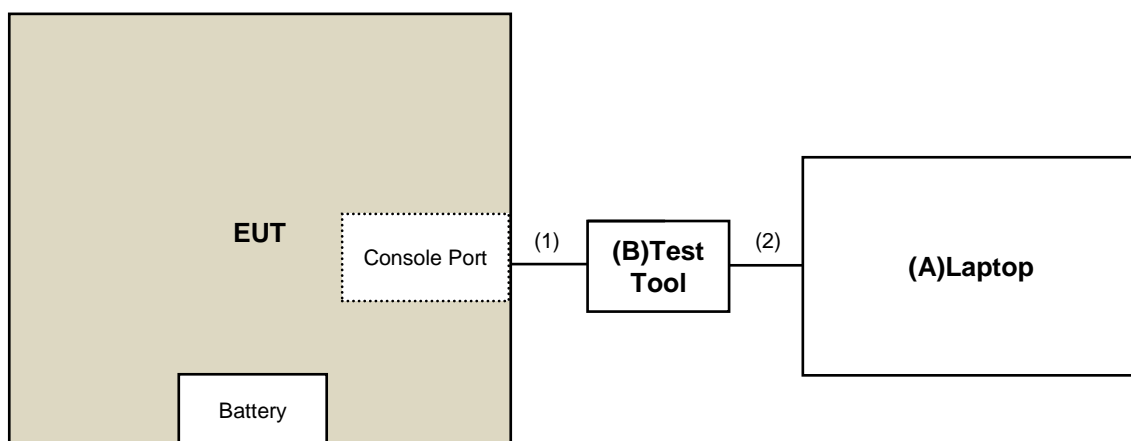 EUT
Console Port
(1)
(B)Test
Tool
(2)
(A)Laptop
Battery